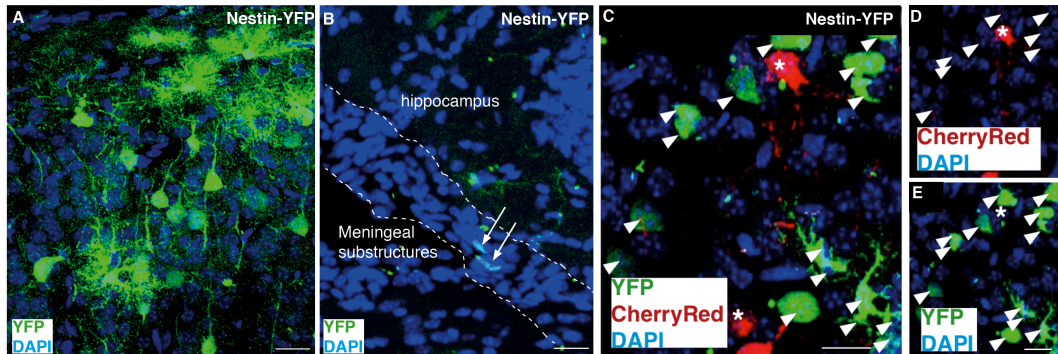 A
Nestin-YFP
YFP
DAPI
B
Nestin-YFP
hippocampus
Meningeal
substructures
YFP
DAPI
C
Nestin-YFP
*
*
YFP
CherryRed
DAPI
D
*
CherryRed
DAPI
E
*
YFP
DAPI